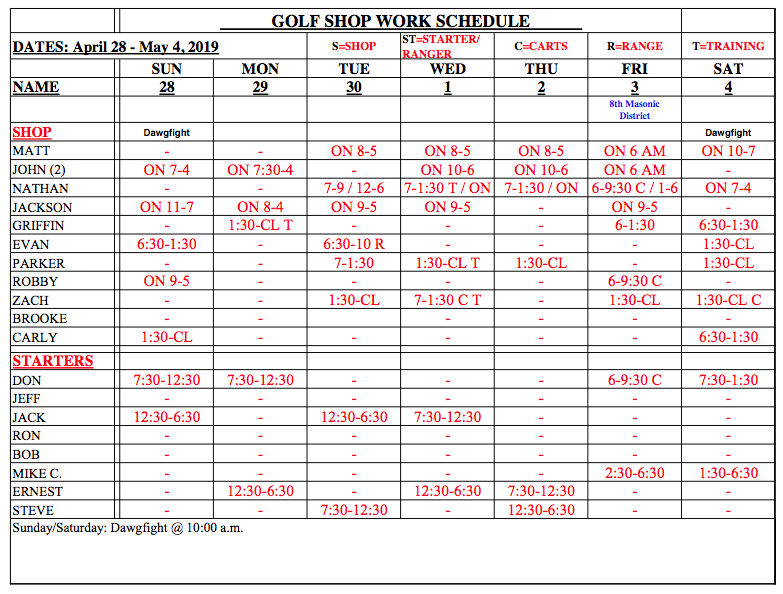 GOLF SHOP WORK SCHEDULE
DATES: April 28 - May 4, 2019 S=SHOP ST=STARTER/ RANGER C=CARTS R=RANGE T=TRAINING
SUN MON TUE WED THU FRI SAT
NAME 28 29 30 1 2 3 4
8th Masonic District
SHOP Dawgfight Dawgfight
MATT - - ON 8-5 ON 8-5 ON 8-5 ON 6 AM ON 10-7
JOHN (2) ON 7-4 ON 7:30-4 - ON 10-6 ON 10-6 ON 6 AM -
NATHAN - - 7-9 / 12-6 7-1:30 T / ON 7-1:30 / ON 6-9:30 C / 1-6 ON 7-4
JACKSON ON 11-7 ON 8-4 ON 9-5 ON 9-5 - ON 9-5 -
GRIFFIN - 1:30-CL T - - - 6-1:30 6:30-1:30
EVAN 6:30-1:30 - 6:30-10 R - - - 1:30-CL
PARKER - - 7-1:30 1:30-CL T 1:30-CL - 1:30-CL
ROBBY ON 9-5 - - - - 6-9:30 C -
ZACH - - 1:30-CL 7-1:30 C T - 1:30-CL 1:30-CL C
BROOKE - - - - - - -
CARLY 1:30-CL - - - - - 6:30-1:30
STARTERS
DON 7:30-12:30 7:30-12:30 - - - 6-9:30 C 7:30-1:30
JEFF - - - - - - -
JACK 12:30-6:30 - 12:30-6:30 7:30-12:30 - - -
RON - - - - - - -
BOB - - - - - - -
MIKE C. - - - - - 2:30-6:30 1:30-6:30
ERNEST - 12:30-6:30 - 12:30-6:30 7:30-12:30 - -
STEVE - - 7:30-12:30 - 12:30-6:30 - -
Sunday/Saturday: Dawgfight @ 10:00 a.m.